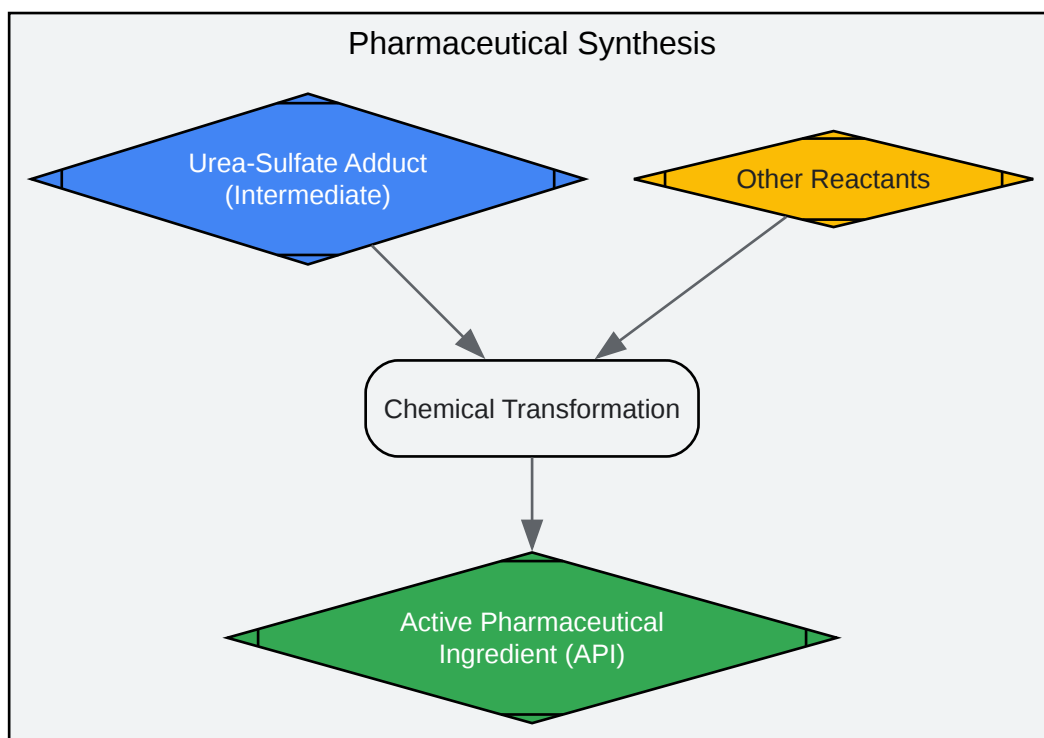 Pharmaceutical Synthesis
Urea-Sulfate Adduct
(Intermediate)
Other Reactants
Chemical Transformation
Active Pharmaceutical
Ingredient (API)